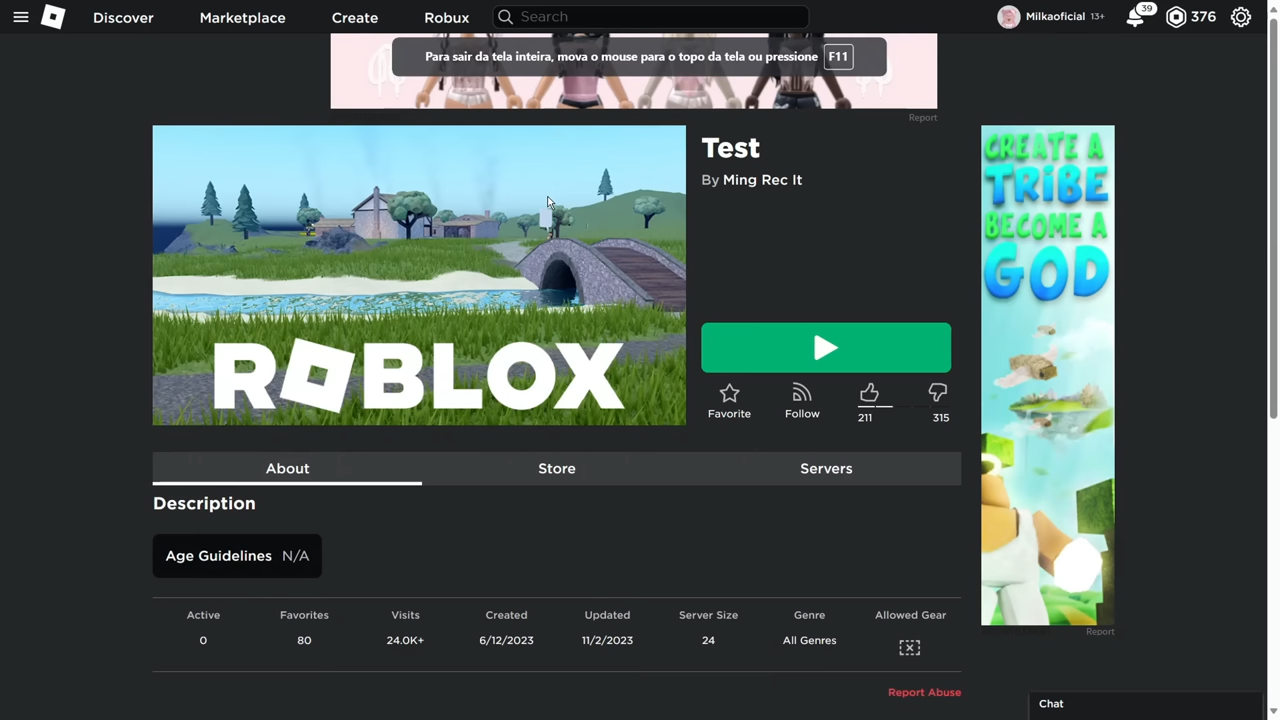 Discover Marketplace Create Robux Search Milkaoficial 13+ 39 376
Para sair da tela inteira, mova o mouse para o topo da tela ou pressione F11
Report
Test
By Ming Rec It
ROBLOX
Favorite Follow 211 315
CREATE A
TRIBE
BECOME A
GOD
Report
About Store Servers
Description
Age Guidelines N/A
Active Favorites Visits Created Updated Server Size Genre Allowed Gear
0 80 24.0K+ 6/12/2023 11/2/2023 24 All Genres
Report Abuse
Chat